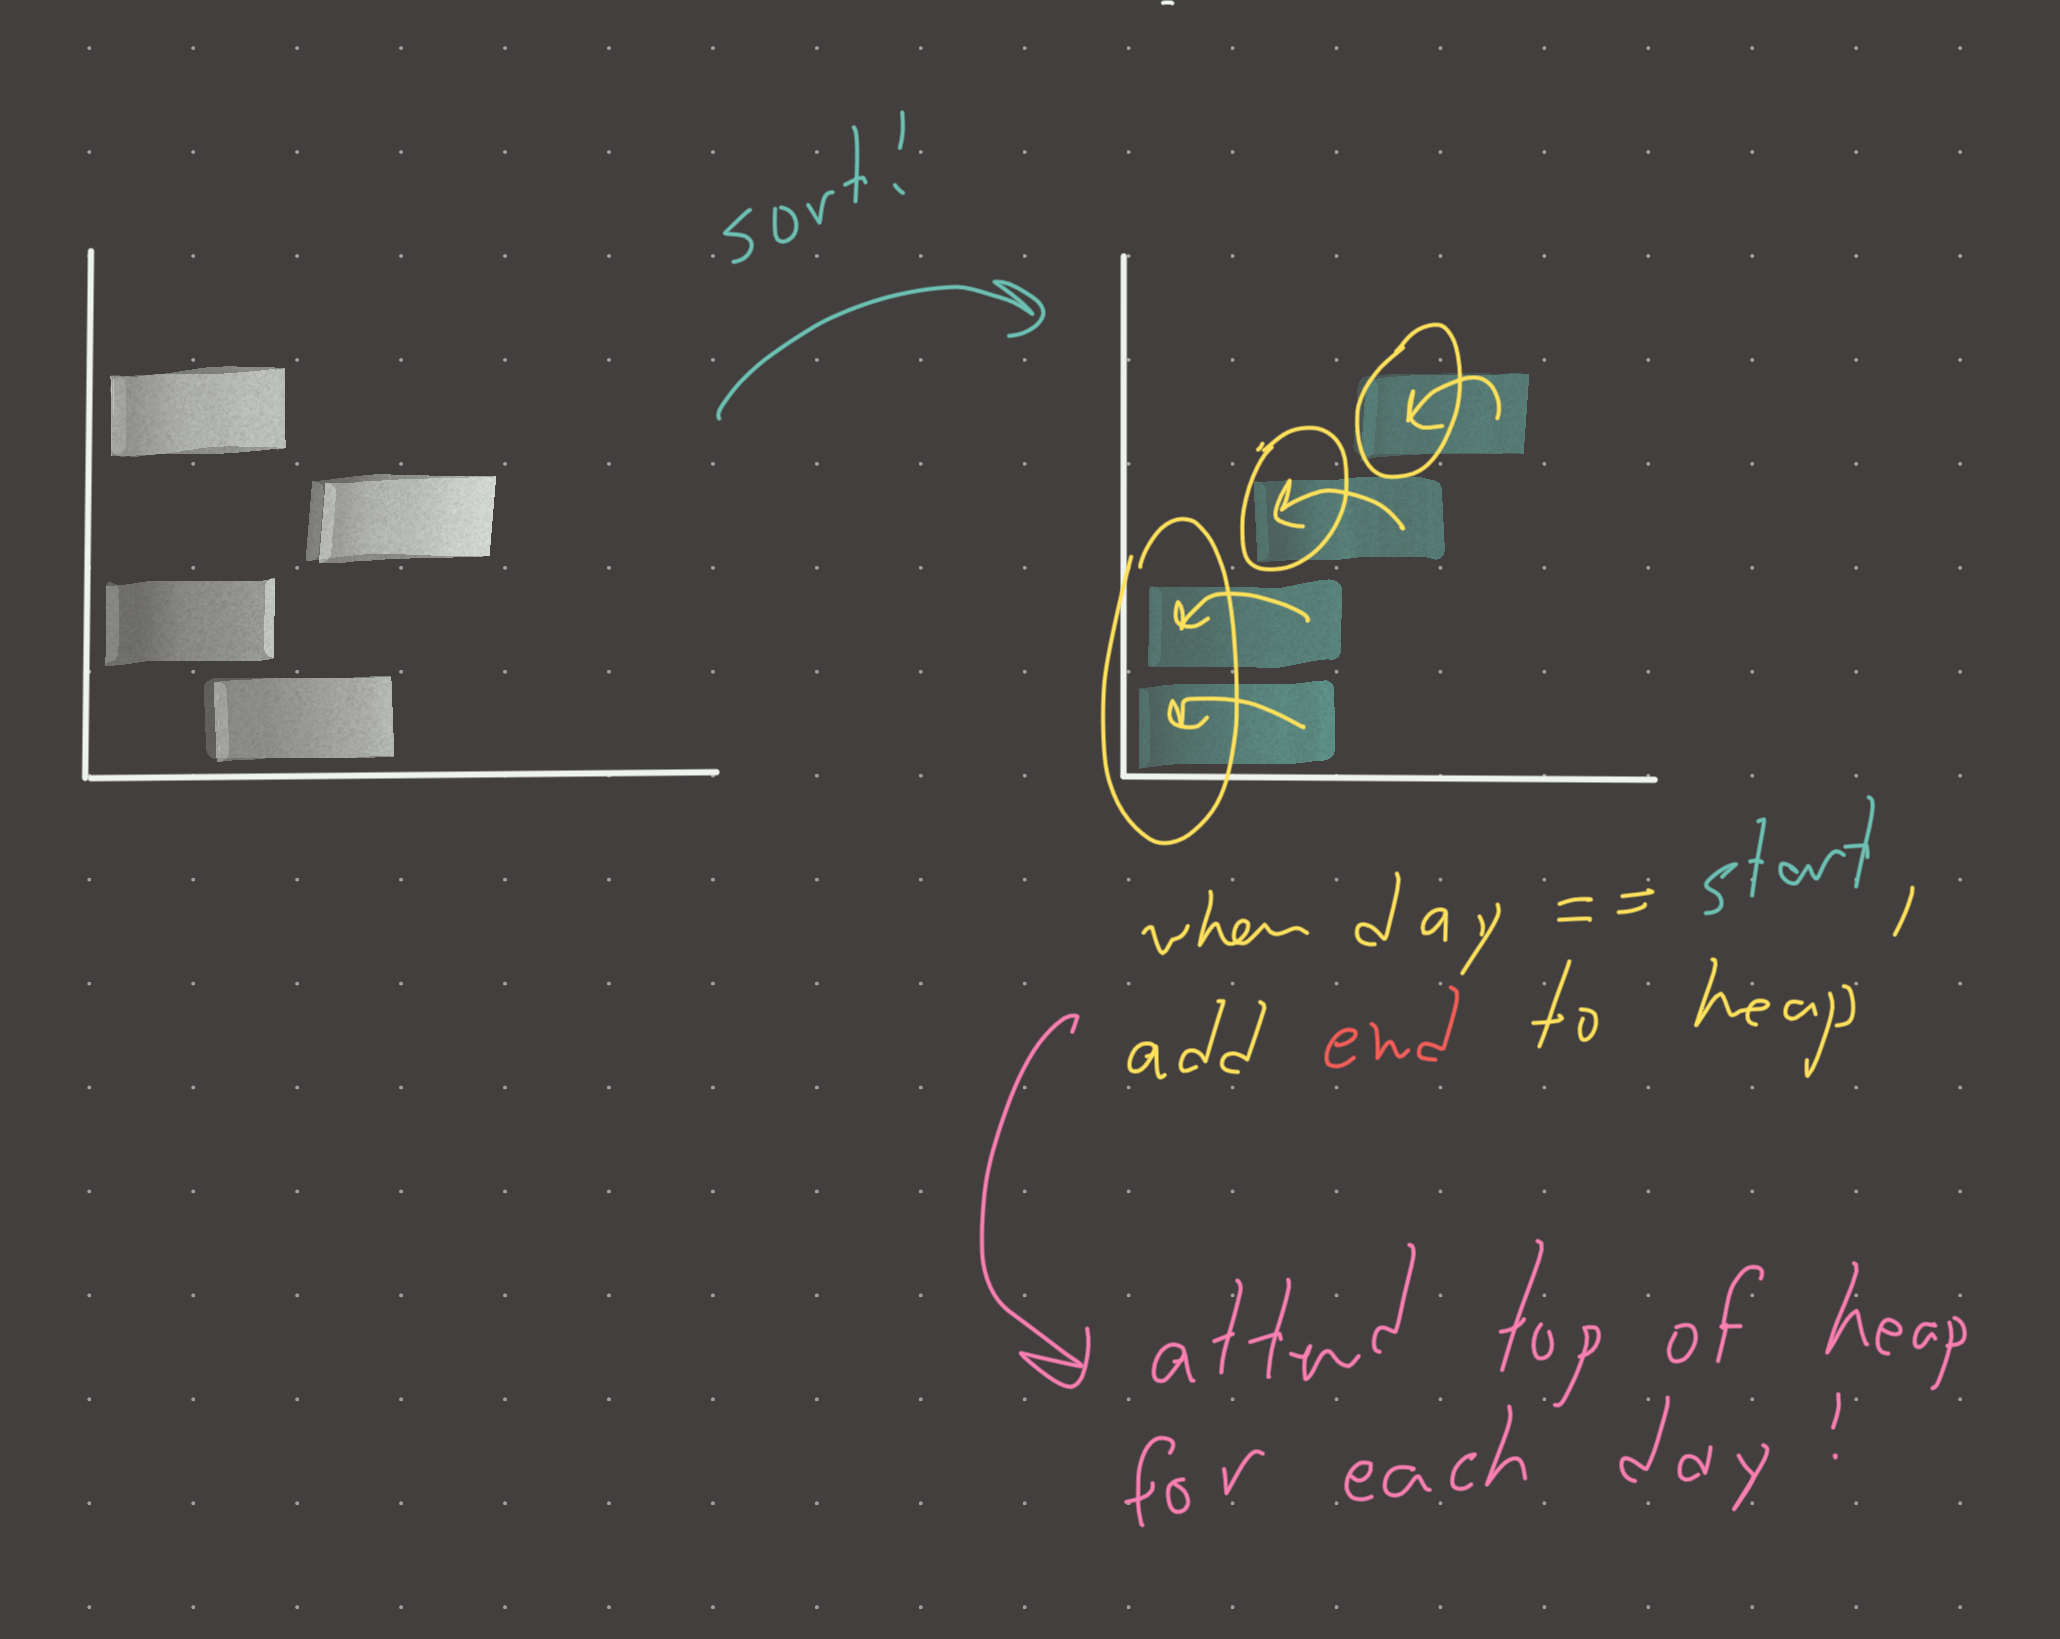 sort!
when day == start,
add end to heap
attend top of heap
for each day!